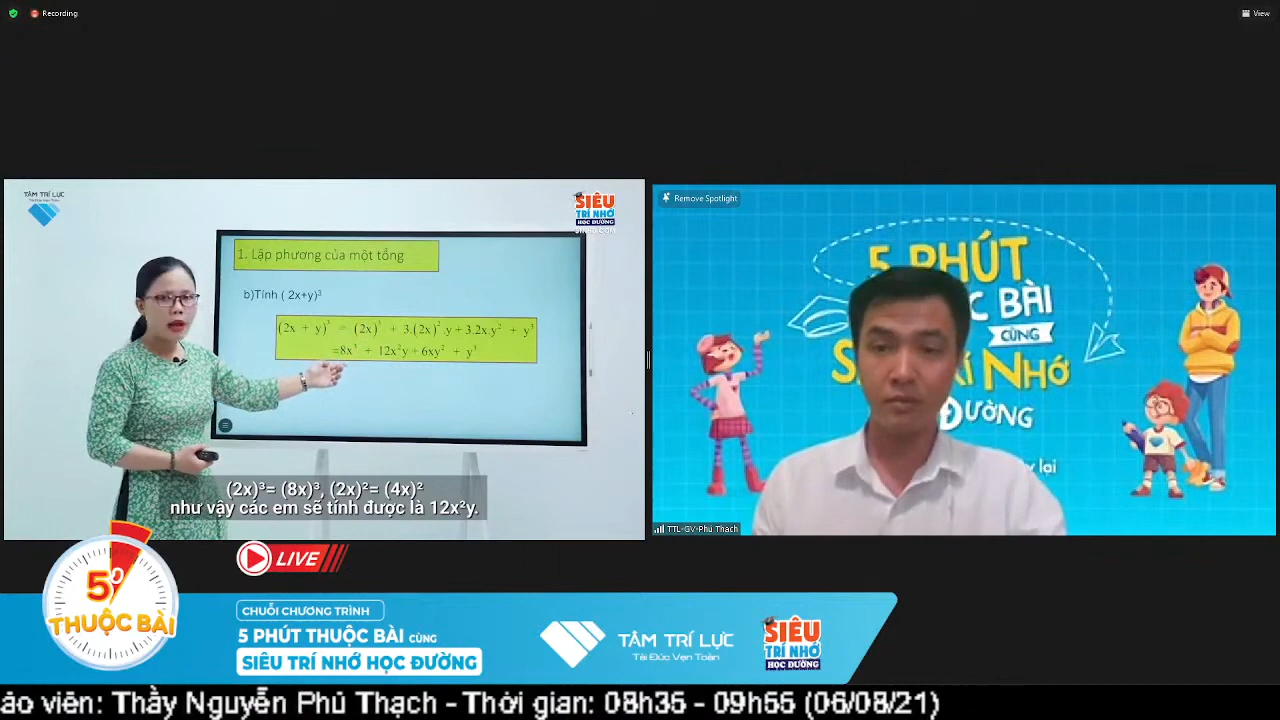 Recording
View
TÂM TRÍ LỰC
Tài Đức Vẹn Toàn
SIÊU
TRÍ NHỚ
HỌC ĐƯỜNG
1. Lập phương của một tổng
b)Tính ( 2x+y)³
(2x + y)³ = (2x)³ + 3.(2x)².y+3.2x.y² + y³
=8x³ + 12x²y+6xy² + y³
(2x)³= (8x)³, (2x)²= (4x)²
như vậy các em sẽ tính được là 12x²y.
Remove Spotlight
5 PHÚT
BÀI
CÙNG
NHỚ
ĐƯỜNG
lại
TTL-GV-Phú Thạch
LIVE
5'
THUỘC BÀI
CHUỖI CHƯƠNG TRÌNH
5 PHÚT THUỘC BÀI CÙNG
SIÊU TRÍ NHỚ HỌC ĐƯỜNG
TÂM TRÍ LỰC
Tài Đức Vẹn Toàn
SIÊU
TRÍ NHỚ
HỌC ĐƯỜNG
áo viên: Thầy Nguyễn Phú Thạch - Thời gian: 08h35 - 09h55 (06/08/21)